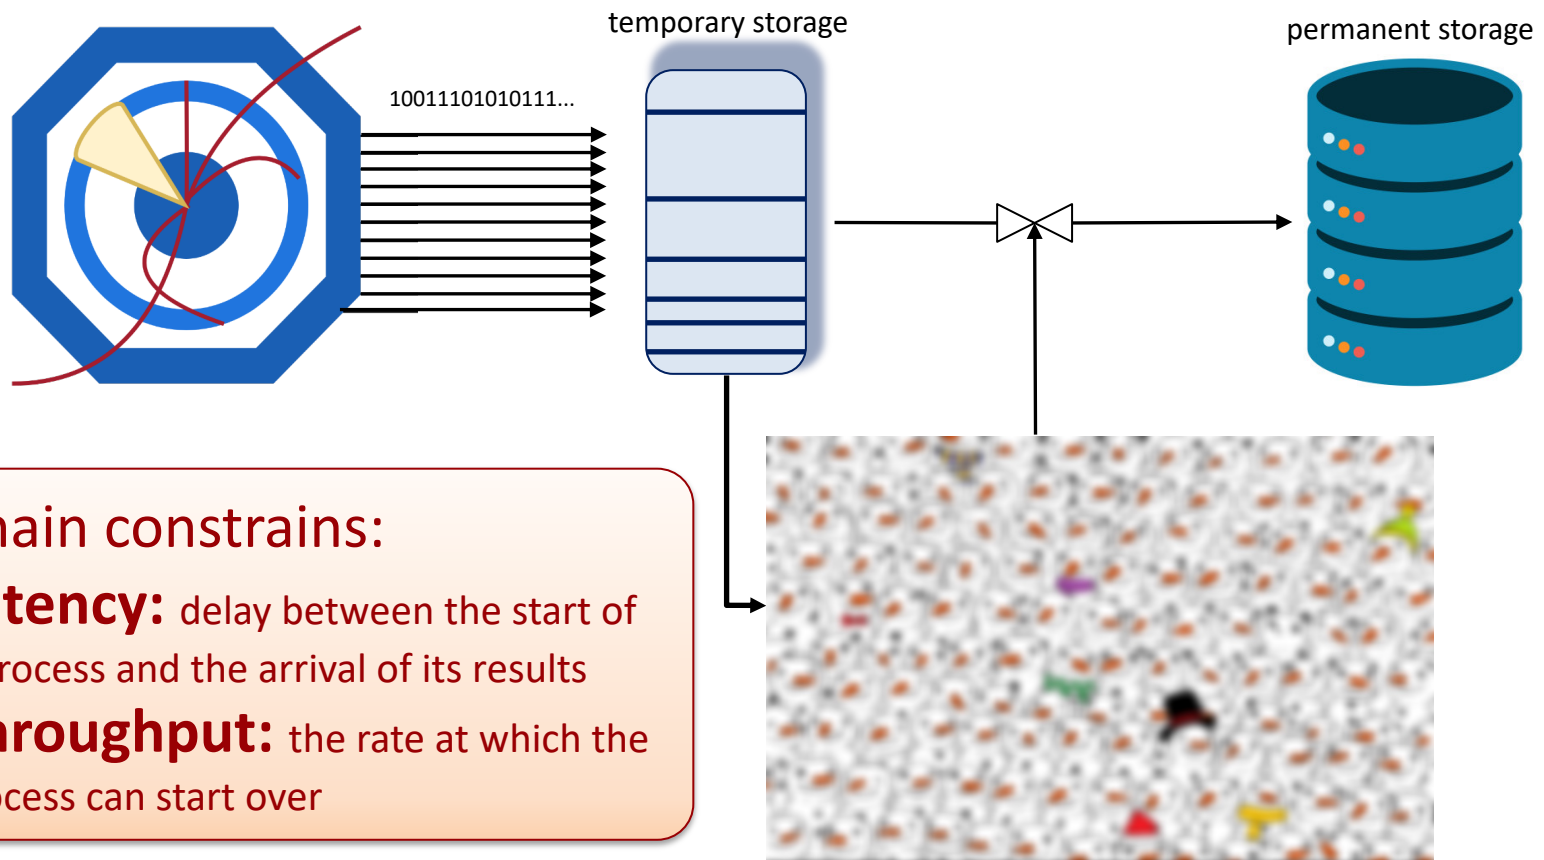 temporary storage
permanent storage
10011101010111...
main constrains:
tency: delay between the start of
rocess and the arrival of its results
roughput: the rate at which the
cess can start over